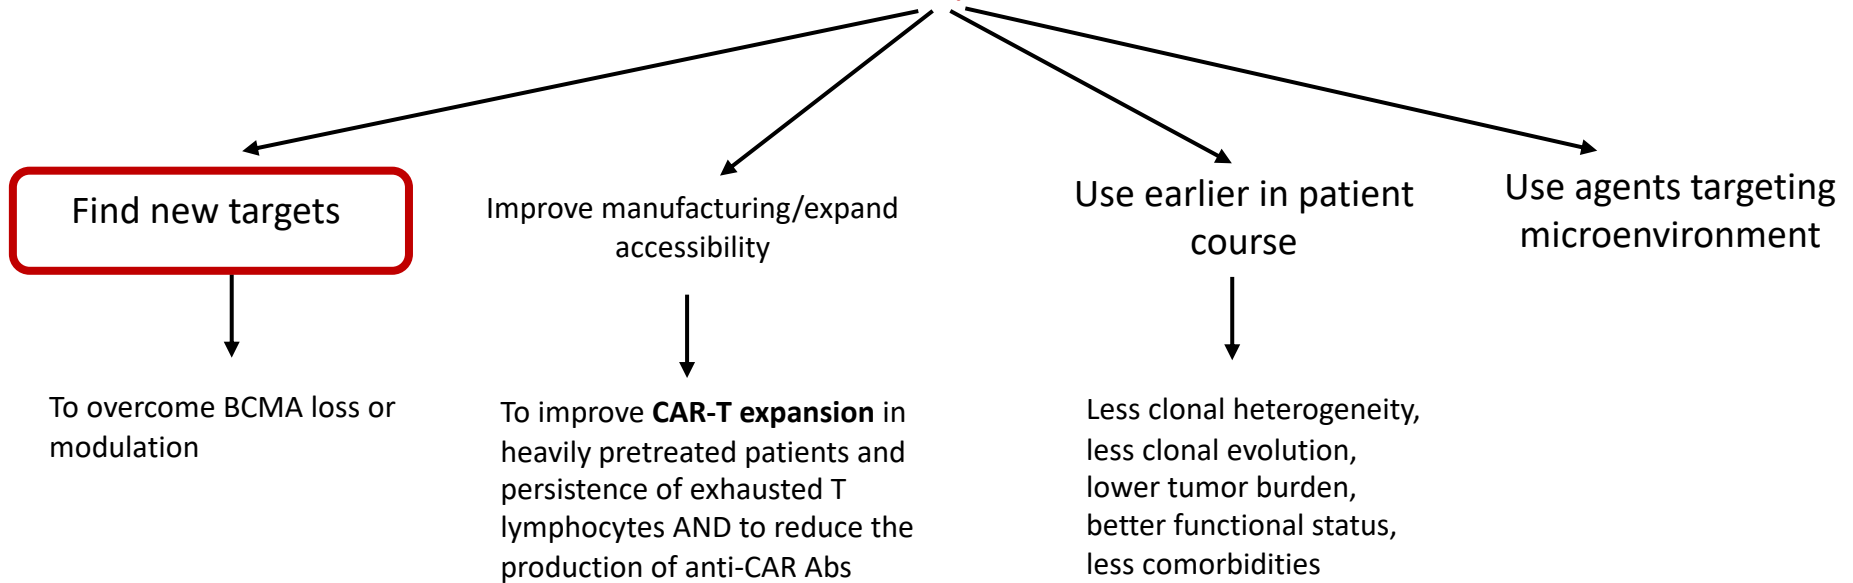 Find new targets
Improve manufacturing/expand
accessibility
Use earlier in patient
course
Use agents targeting
microenvironment
To overcome BCMA loss or
modulation
To improve CAR-T expansion in
heavily pretreated patients and
persistence of exhausted T
lymphocytes AND to reduce the
production of anti-CAR Abs
Less clonal heterogeneity,
less clonal evolution,
lower tumor burden,
better functional status,
less comorbidities